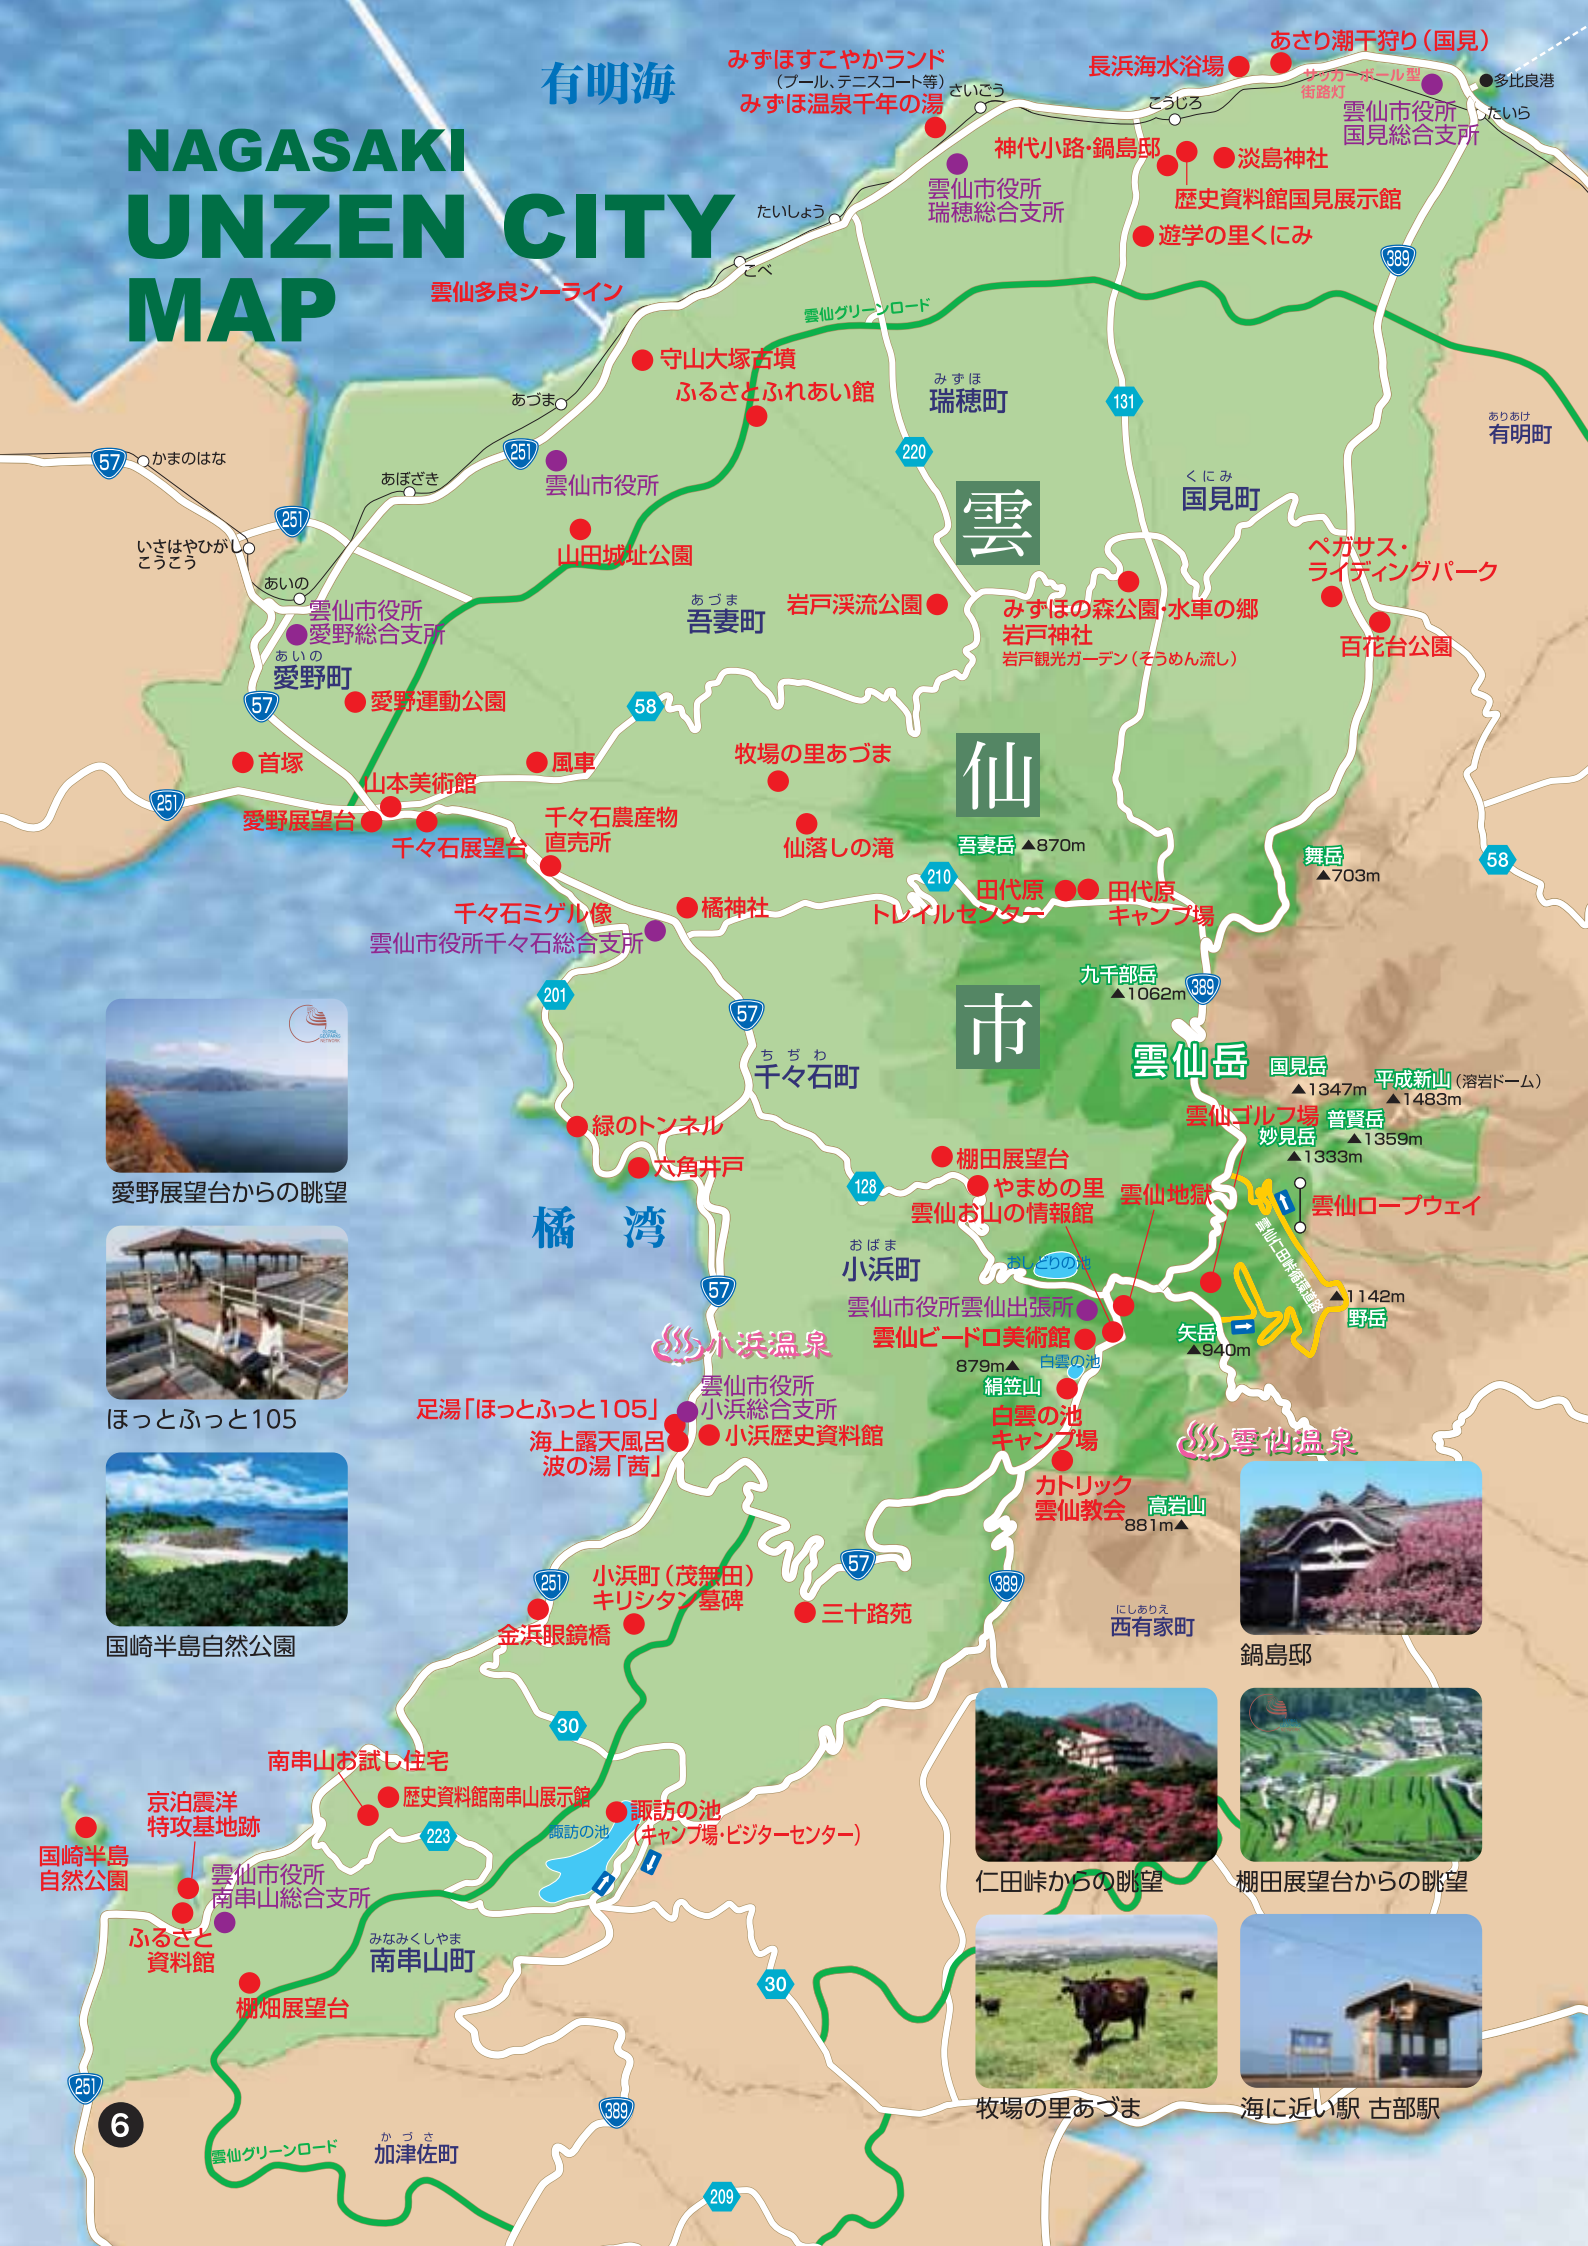 有明海
NAGASAKI
UNZEN CITY
MAP
みずほすこやかランド
（プール、テニスコート等）
みずほ温泉千年の湯
さいごう
長浜海水浴場
あさり潮干狩り（国見）
サッカーボール型
街路灯
雲仙市役所
国見総合支所
多比良港
たいら
こうじろ
神代小路・鍋島邸
淡島神社
歴史資料館国見展示館
遊学の里くにみ
雲仙市役所
瑞穂総合支所
たいしょう
こべ
雲仙多良シーライン
雲仙グリーンロード
389
守山大塚古墳
ふるさとふれあい館
あづま
みずほ
瑞穂町
131
ありあけ
有明町
57
かまのはな
251
雲仙市役所
220
あぼざき
くにみ
国見町
251
雲
山田城址公園
いさはやひがし
こうこう
あいの
雲仙市役所
愛野総合支所
あいの
愛野町
あづま
吾妻町
岩戸渓流公園
みずほの森公園・水車の郷
岩戸神社
岩戸観光ガーデン（そうめん流し）
ペガサス・
ライディングパーク
百花台公園
57
愛野運動公園
58
首塚
風車
牧場の里あづま
仙
251
山本美術館
愛野展望台
千々石展望台
千々石農産物
直売所
仙落しの滝
吾妻岳
870m
舞岳
703m
58
210
田代原
トレイルセンター
田代原
キャンプ場
橘神社
千々石ミゲル像
雲仙市役所千々石総合支所
九千部岳
1062m
389
201
57
市
GLOBAL
GEOPARKS
NETWORK
愛野展望台からの眺望
ちぢわ
千々石町
雲仙岳
国見岳
1347m
平成新山（溶岩ドーム）
1483m
雲仙ゴルフ場
普賢岳
1359m
妙見岳
1333m
緑のトンネル
六角井戸
棚田展望台
やまめの里
128
雲仙お山の情報館
雲仙地獄
雲仙ロープウェイ
雲仙仁田峠循環道路
橘湾
おばま
小浜町
おしどりの池
57
雲仙市役所雲仙出張所
1142m
野岳
雲仙ビードロ美術館
矢岳
940m
小浜温泉
879m
白雲の池
絹笠山
ほっとふっと105
雲仙市役所
小浜総合支所
足湯「ほっとふっと105」
小浜歴史資料館
海上露天風呂
波の湯「茜」
白雲の池
キャンプ場
雲仙温泉
カトリック
雲仙教会
高岩山
881m
国崎半島自然公園
251
小浜町（茂無田）
キリシタン墓碑
金浜眼鏡橋
57
三十路苑
389
にしありえ
西有家町
鍋島邸
30
南串山お試し住宅
歴史資料館南串山展示館
京泊震洋
特攻基地跡
223
諏訪の池
諏訪の池
（キャンプ場・ビジターセンター）
国崎半島
自然公園
雲仙市役所
南串山総合支所
ふるさと
資料館
仁田峠からの眺望
棚田展望台からの眺望
みなみくしやま
南串山町
棚畑展望台
30
251
6
389
かづさ
加津佐町
雲仙グリーンロード
209
牧場の里あづま
海に近い駅 古部駅